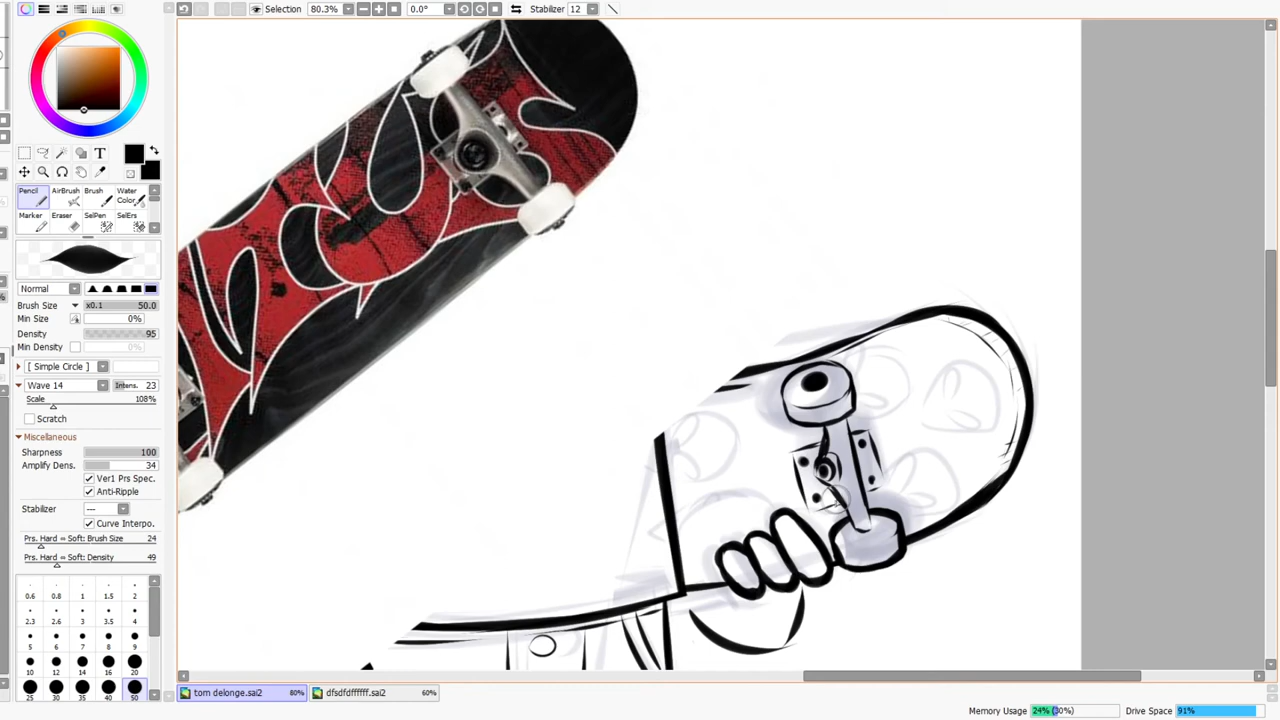 Selection 80.3% 0.0° Stabilizer 12
T
Pencil AirBrush Brush Water Color
Marker Eraser SelPen SelErs
Normal
Brush Size x0.1 50.0
Min Size 0%
Density 95
Min Density 0%
[ Simple Circle ]
Wave 14 Intens. 23
Scale 108%
Scratch
Miscellaneous
Sharpness 100
Amplify Dens. 34
Ver1 Prs Spec.
Anti-Ripple
Stabilizer ---
Curve Interpo.
Prs. Hard ⇔ Soft: Brush Size 24
Prs. Hard ⇔ Soft: Density 49
0.6 0.8 1 1.5 2
2.3 2.6 3 3.5 4
5 6 7 8 9
10 12 14 16 20
25 30 35 40 50
tom delonge.sai2 80% dfsdfdffffff.sai2 60%
Memory Usage 24% (30%) Drive Space 91%